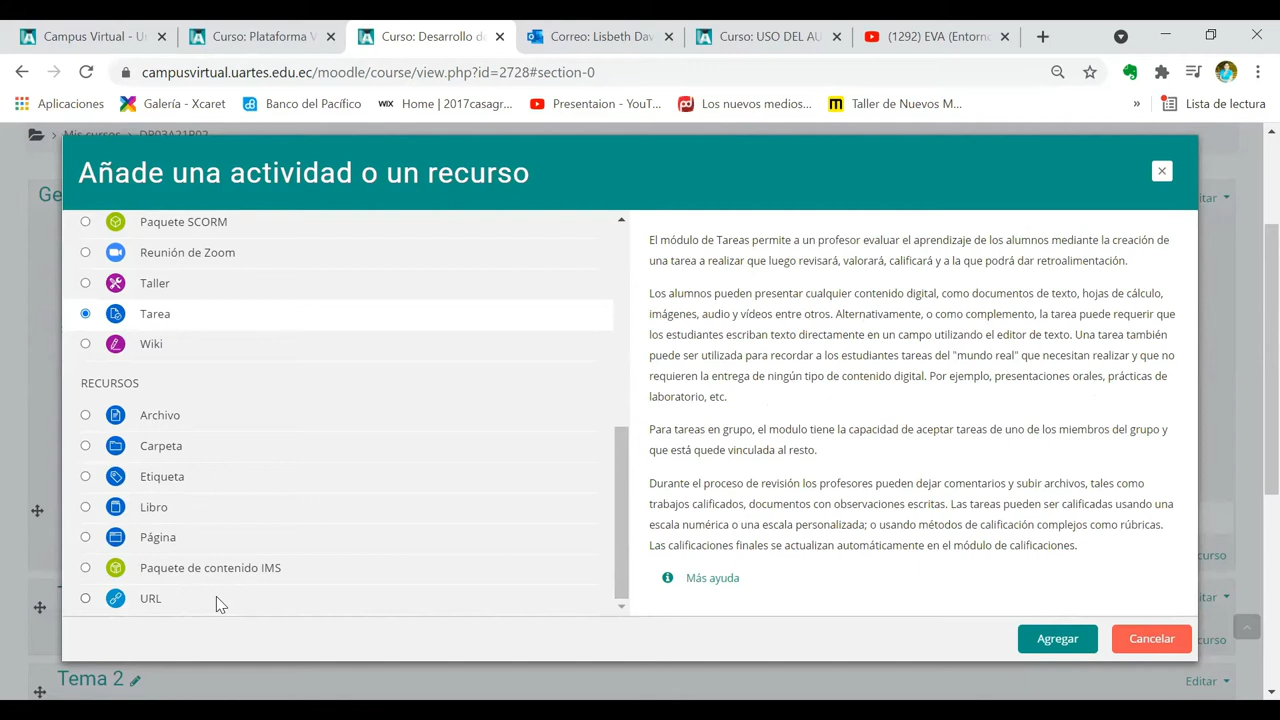 Campus Virtual - U
Curso: Plataforma V
Curso: Desarrollo de
Correo: Lisbeth Dav
Curso: USO DEL AU
(1292) EVA (Entorno
campusvirtual.uartes.edu.ec/moodle/course/view.php?id=2728#section-0
Aplicaciones
Galería - Xcaret
Banco del Pacífico
WIX Home | 2017casagr...
Presentaion - YouT...
Los nuevos medios...
Taller de Nuevos M...
»
Lista de lectura
Mis cursos > DP03A21P02
Ge
itar
Añade una actividad o un recurso
Paquete SCORM
Reunión de Zoom
Taller
Tarea
Wiki
RECURSOS
Archivo
Carpeta
Etiqueta
Libro
Página
Paquete de contenido IMS
URL
El módulo de Tareas permite a un profesor evaluar el aprendizaje de los alumnos mediante la creación de
una tarea a realizar que luego revisará, valorará, calificará y a la que podrá dar retroalimentación.
Los alumnos pueden presentar cualquier contenido digital, como documentos de texto, hojas de cálculo,
imágenes, audio y vídeos entre otros. Alternativamente, o como complemento, la tarea puede requerir que
los estudiantes escriban texto directamente en un campo utilizando el editor de texto. Una tarea también
puede ser utilizada para recordar a los estudiantes tareas del "mundo real" que necesitan realizar y que no
requieren la entrega de ningún tipo de contenido digital. Por ejemplo, presentaciones orales, prácticas de
laboratorio, etc.
Para tareas en grupo, el modulo tiene la capacidad de aceptar tareas de uno de los miembros del grupo y
que está quede vinculada al resto.
Durante el proceso de revisión los profesores pueden dejar comentarios y subir archivos, tales como
trabajos calificados, documentos con observaciones escritas. Las tareas pueden ser calificadas usando una
escala numérica o una escala personalizada; o usando métodos de calificación complejos como rúbricas.
Las calificaciones finales se actualizan automáticamente en el módulo de calificaciones.
Más ayuda
curso
itar
curso
Agregar
Cancelar
Tema 2
Editar